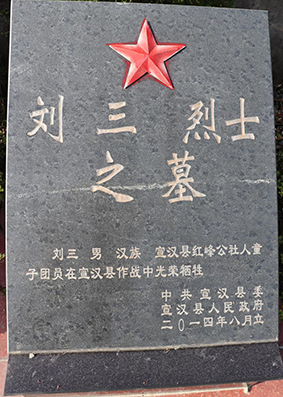 刘三 烈士
之墓
刘三 男 汉族 宣汉县红峰公社人童
子团员在宣汉县作战中光荣牺牲
中共宣汉县委
宣汉县人民政府
二〇一四年八月立